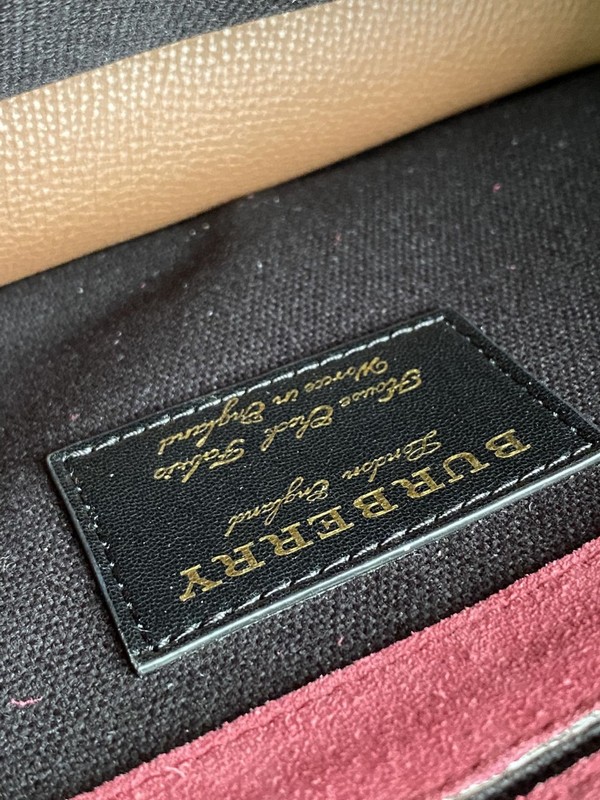 BURBERRY
London England
House Check Fabric
Woven in England